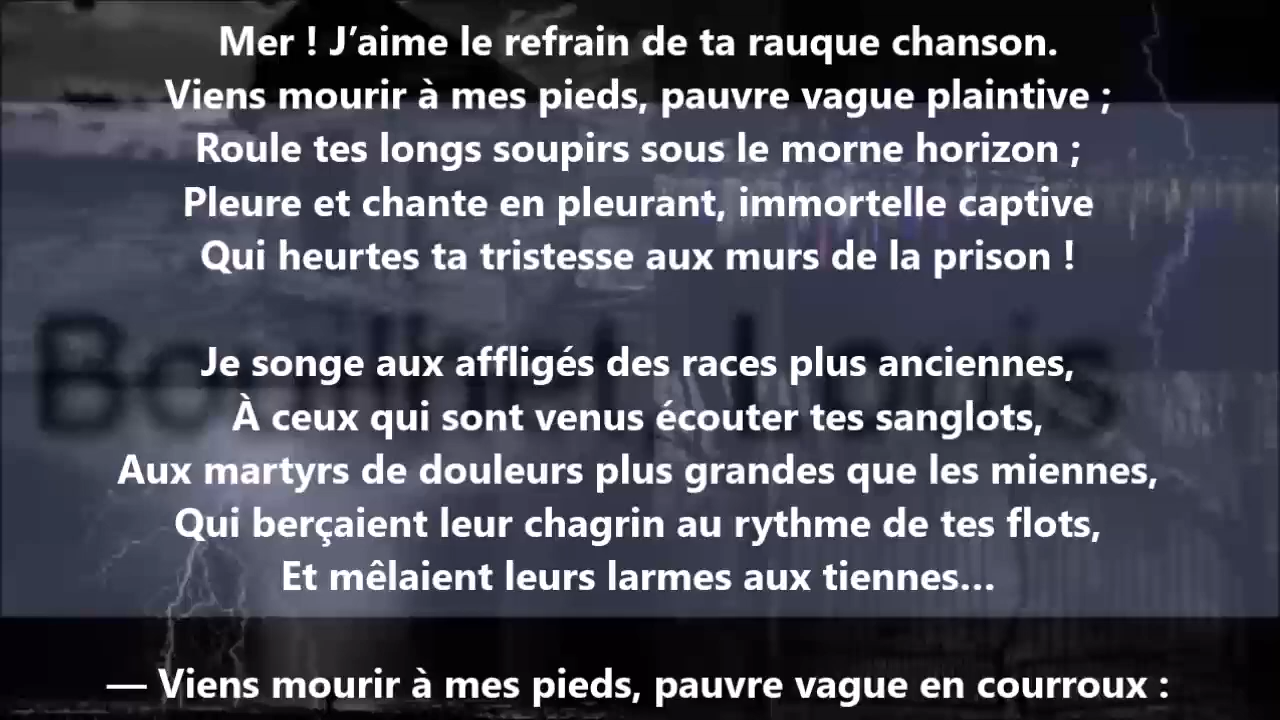 Mer ! J’aime le refrain de ta rauque chanson.
Viens mourir à mes pieds, pauvre vague plaintive ;
Roule tes longs soupirs sous le morne horizon ;
Pleure et chante en pleurant, immortelle captive
Qui heurtes ta tristesse aux murs de la prison !
Je songe aux affligés des races plus anciennes,
À ceux qui sont venus écouter tes sanglots,
Aux martyrs de douleurs plus grandes que les miennes,
Qui berçaient leur chagrin au rythme de tes flots,
Et mêlaient leurs larmes aux tiennes…
— Viens mourir à mes pieds, pauvre vague en courroux :